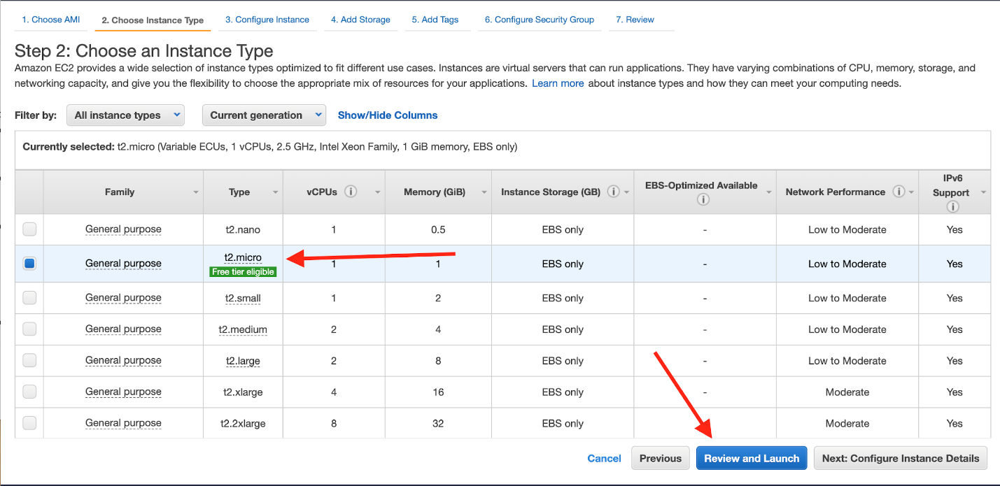 1. Choose AMI 2. Choose Instance Type 3. Configure Instance 4. Add Storage 5. Add Tags 6. Configure Security Group 7. Review
Step 2: Choose an Instance Type
Amazon EC2 provides a wide selection of instance types optimized to fit different use cases. Instances are virtual servers that can run applications. They have varying combinations of CPU, memory, storage, and
networking capacity, and give you the flexibility to choose the appropriate mix of resources for your applications. Learn more about instance types and how they can meet your computing needs.
Filter by: All instance types Current generation Show/Hide Columns
Currently selected: t2.micro (Variable ECUs, 1 vCPUs, 2.5 GHz, Intel Xeon Family, 1 GiB memory, EBS only)
Family Type vCPUs i Memory (GiB) Instance Storage (GB) i EBS-Optimized Available i Network Performance i IPv6 Support i
General purpose t2.nano 1 0.5 EBS only - Low to Moderate Yes
General purpose t2.micro 1 1 EBS only - Low to Moderate Yes
Free tier eligible
General purpose t2.small 1 2 EBS only - Low to Moderate Yes
General purpose t2.medium 2 4 EBS only - Low to Moderate Yes
General purpose t2.large 2 8 EBS only - Low to Moderate Yes
General purpose t2.xlarge 4 16 EBS only - Moderate Yes
General purpose t2.2xlarge 8 32 EBS only Moderate Yes
Cancel Previous Review and Launch Next: Configure Instance Details